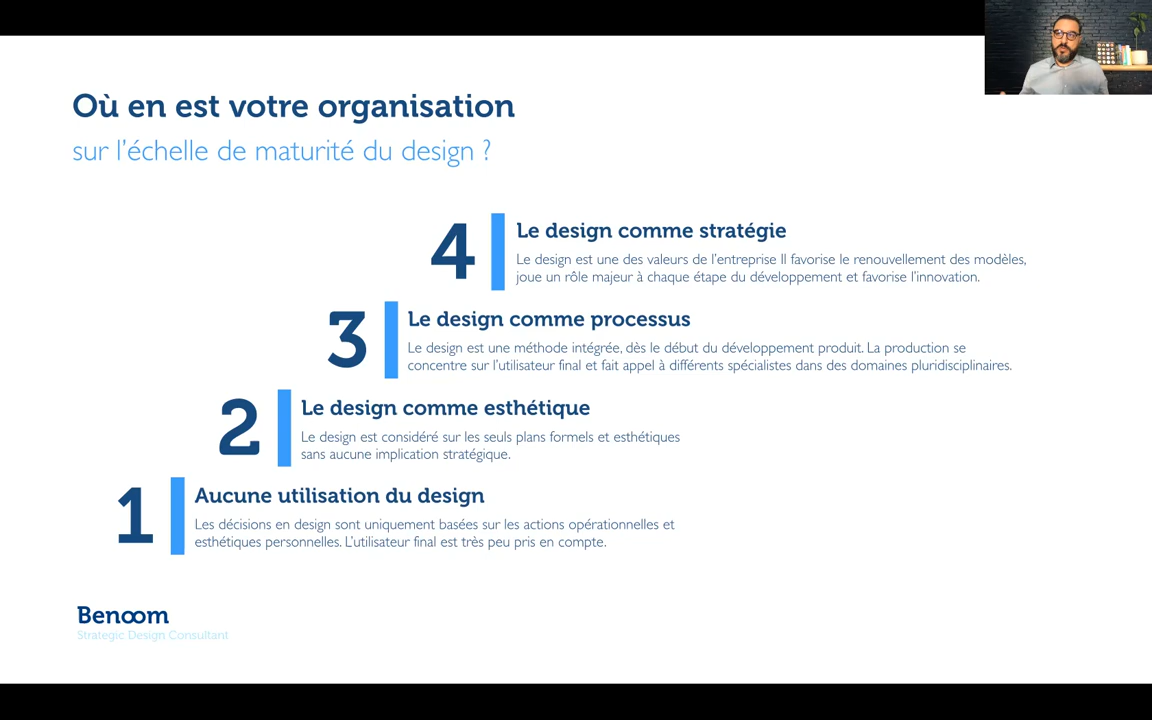 Où en est votre organisation
sur l'échelle de maturité du design ?
4
Le design comme stratégie
Le design est une des valeurs de l'entreprise Il favorise le renouvellement des modèles,
joue un rôle majeur à chaque étape du développement et favorise l'innovation.
3
Le design comme processus
Le design est une méthode intégrée, dès le début du développement produit. La production se
concentre sur l'utilisateur final et fait appel à différents spécialistes dans des domaines pluridisciplinaires.
2
Le design comme esthétique
Le design est considéré sur les seuls plans formels et esthétiques
sans aucune implication stratégique.
1
Aucune utilisation du design
Les décisions en design sont uniquement basées sur les actions opérationnelles et
esthétiques personnelles. L'utilisateur final est très peu pris en compte.
Benoom
Strategic Design Consultant